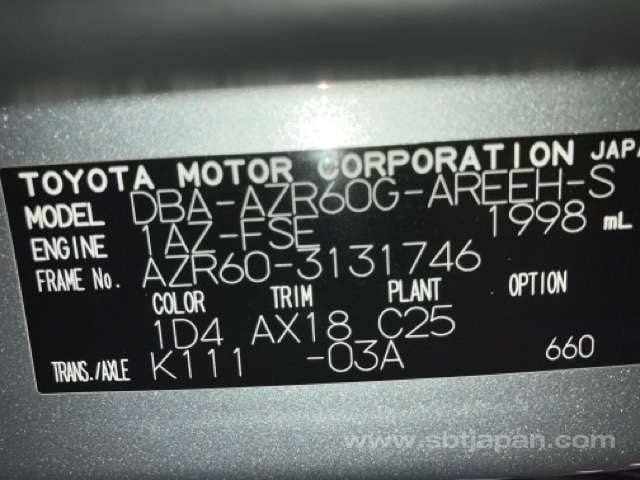 TOYOTA MOTOR CORPORATION JAPA
MODEL DBA-AZR60G-AREEH-S
ENGINE 1AZ-FSE 1998 mL
FRAME No. AZR60-3131746
COLOR TRIM PLANT OPTION
1D4 AX18 C25
TRANS./AXLE K111 -03A 660
www.sbtjapan.com